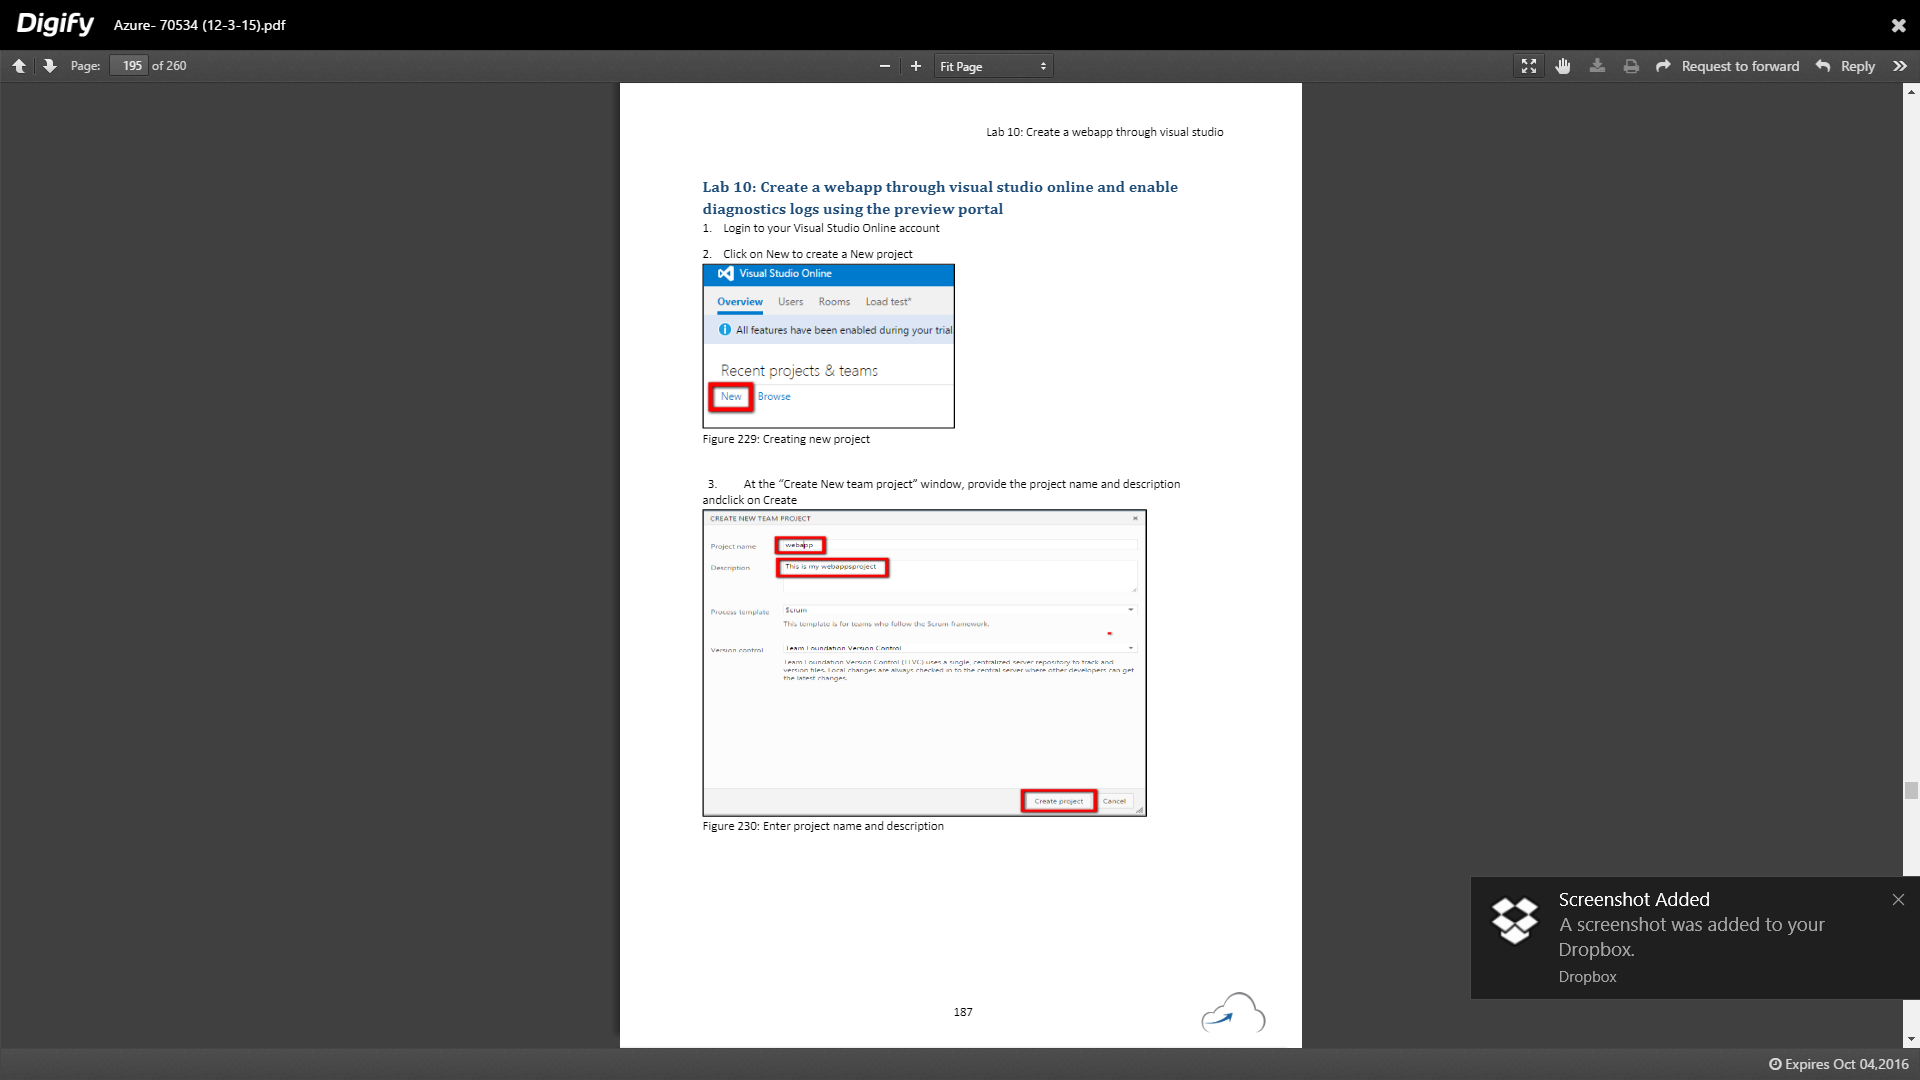 Digify Azure- 70534 (12-3-15).pdf
Page: 195 of 260
Fit Page
Request to forward
Reply
Lab 10: Create a webapp through visual studio
Lab 10: Create a webapp through visual studio online and enable
diagnostics logs using the preview portal
1. Login to your Visual Studio Online account
2. Click on New to create a New project
Visual Studio Online
Overview Users Rooms Load test*
All features have been enabled during your trial
Recent projects & teams
New Browse
Figure 229: Creating new project
3. At the “Create New team project” window, provide the project name and description
andclick on Create
CREATE NEW TEAM PROJECT
Project name webapp
Description This is my webappsproject
Process template Scrum
This template is for teams who follow the Scrum framework.
Version control Team Foundation Version Control
Team Foundation Version Control (TFVC) uses a single, centralized server repository to track and
version files. Local changes are always checked in to the central server where other developers can get
the latest changes.
Create project Cancel
Figure 230: Enter project name and description
187
Screenshot Added
A screenshot was added to your
Dropbox.
Dropbox
Expires Oct 04,2016